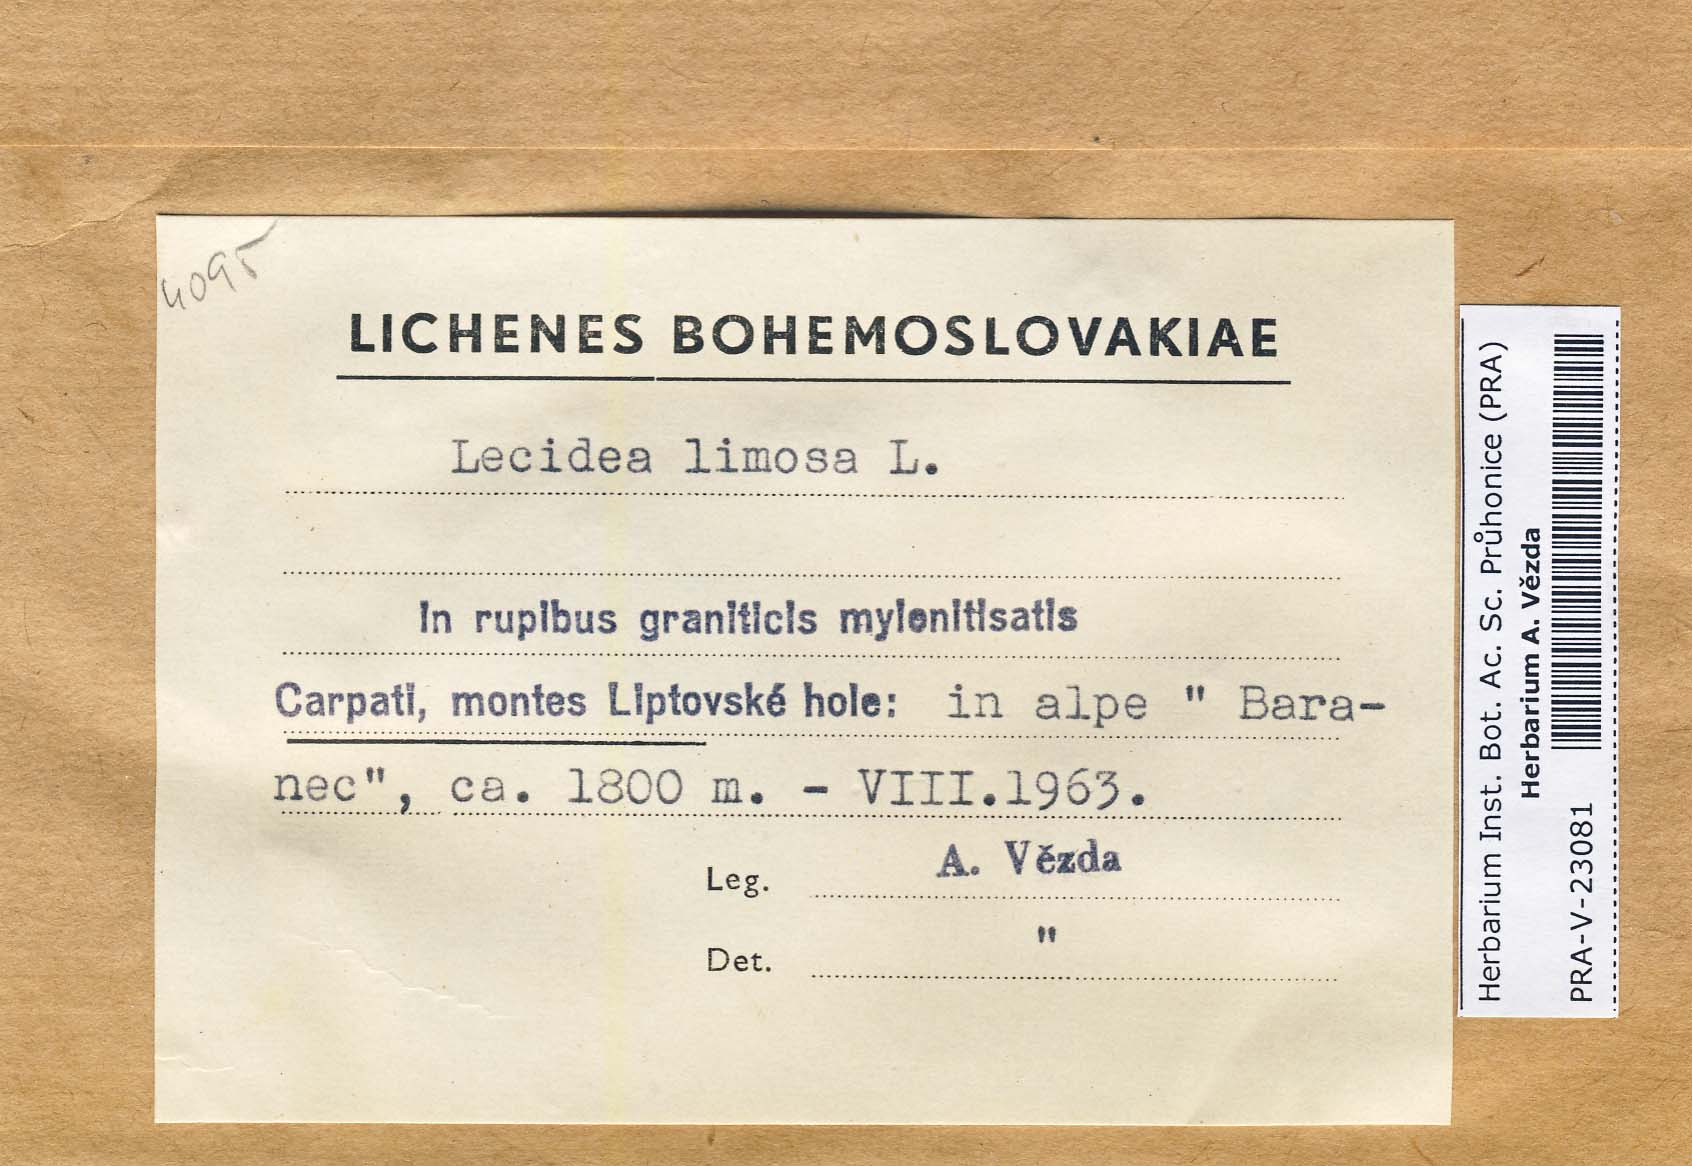 4095
LICHENES BOHEMOSLOVAKIAE
Lecidea limosa L.
In rupibus graniticis mylenitisatis
Carpati, montes Liptovské hole: in alpe " Bara-
nec", ca. 1800 m. - VIII.1963.
Leg. A. Vězda
Det. "
Herbarium Inst. Bot. Ac. Sc. Průhonice (PRA)
Herbarium A. Vězda
PRA-V-23081